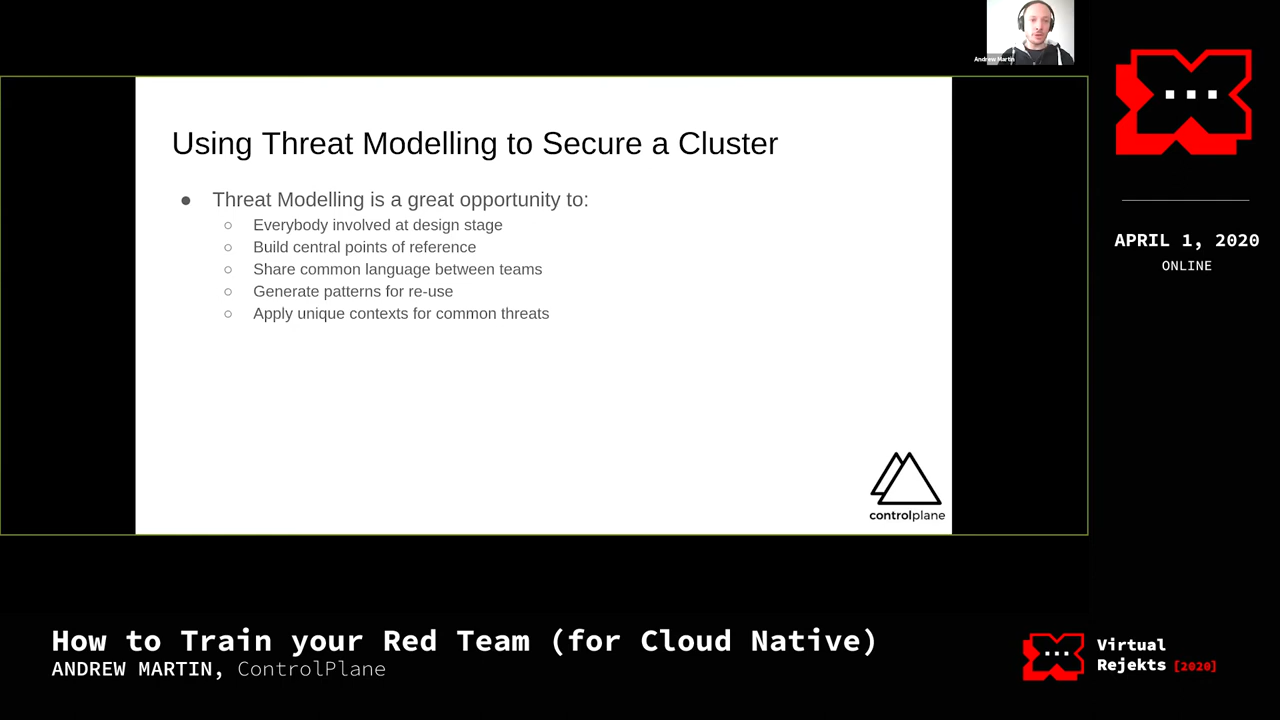 Andrew Martin
Using Threat Modelling to Secure a Cluster
● Threat Modelling is a great opportunity to:
○ Everybody involved at design stage
○ Build central points of reference
○ Share common language between teams
○ Generate patterns for re-use
○ Apply unique contexts for common threats
controlplane
APRIL 1, 2020
ONLINE
How to Train your Red Team (for Cloud Native)
ANDREW MARTIN, ControlPlane
Virtual
Rejekts [2020]